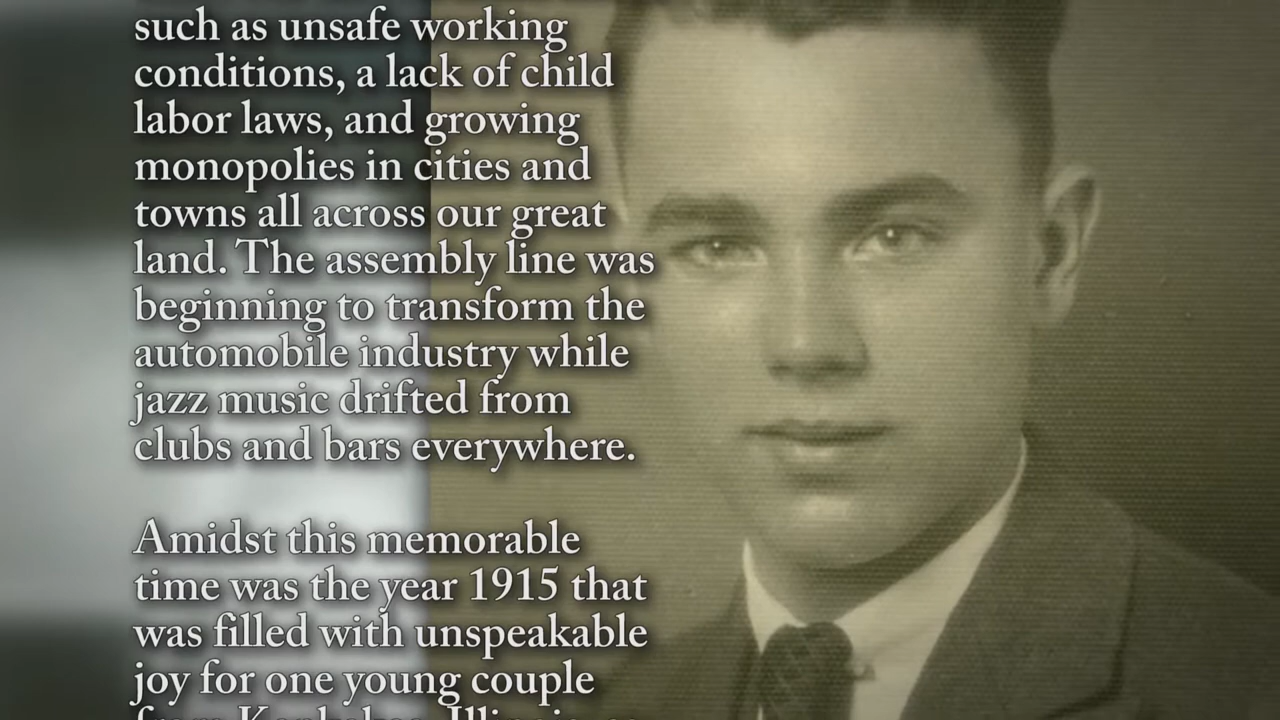 such as unsafe working
conditions, a lack of child
labor laws, and growing
monopolies in cities and
towns all across our great
land. The assembly line was
beginning to transform the
automobile industry while
jazz music drifted from
clubs and bars everywhere.
Amidst this memorable
time was the year 1915 that
was filled with unspeakable
joy for one young couple